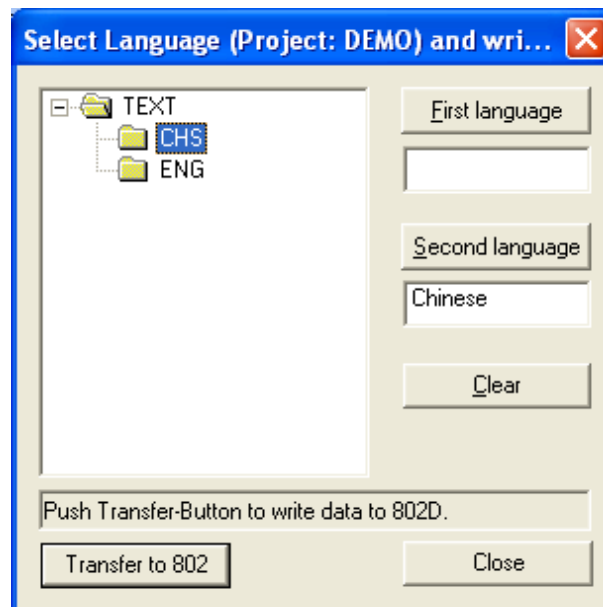 Select Language (Project: DEMO) and wri...
TEXT
CHS
ENG
First language
Second language
Chinese
Clear
Push Transfer-Button to write data to 802D.
Transfer to 802
Close